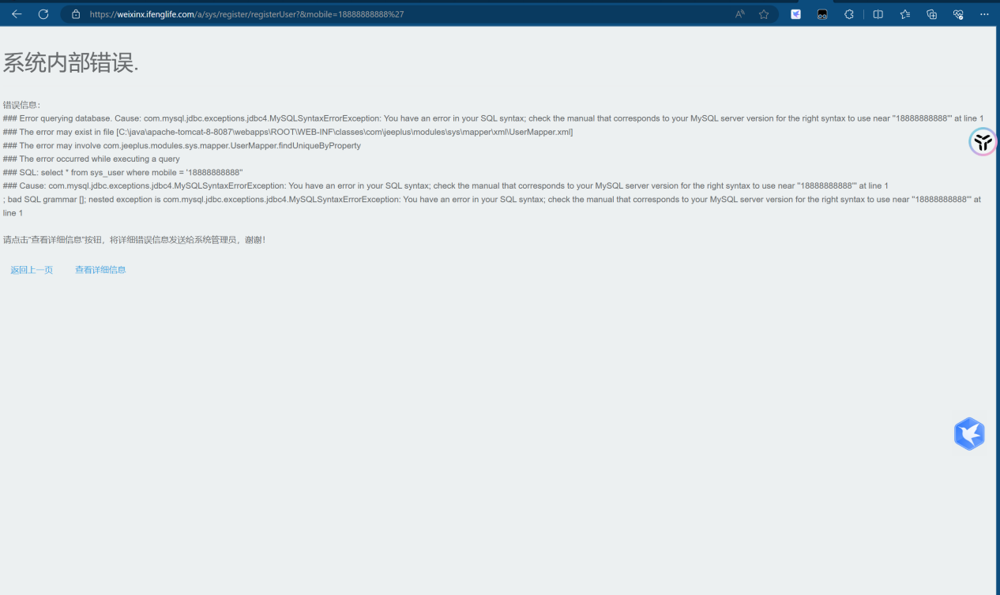 https://weixinx.ifenglife.com/a/sys/register/registerUser?&mobile=18888888888%27
系统内部错误.
错误信息：
### Error querying database. Cause: com.mysql.jdbc.exceptions.jdbc4.MySQLSyntaxErrorException: You have an error in your SQL syntax; check the manual that corresponds to your MySQL server version for the right syntax to use near ''18888888888''' at line 1
### The error may exist in file [C:\java\apache-tomcat-8-8087\webapps\ROOT\WEB-INF\classes\com\jeeplus\modules\sys\mapper\xml\UserMapper.xml]
### The error may involve com.jeeplus.modules.sys.mapper.UserMapper.findUniqueByProperty
### The error occurred while executing a query
### SQL: select * from sys_user where mobile = '18888888888''
### Cause: com.mysql.jdbc.exceptions.jdbc4.MySQLSyntaxErrorException: You have an error in your SQL syntax; check the manual that corresponds to your MySQL server version for the right syntax to use near ''18888888888''' at line 1
; bad SQL grammar []; nested exception is com.mysql.jdbc.exceptions.jdbc4.MySQLSyntaxErrorException: You have an error in your SQL syntax; check the manual that corresponds to your MySQL server version for the right syntax to use near ''18888888888''' at
line 1
请点击“查看详细信息”按钮，将详细错误信息发送给系统管理员，谢谢！
返回上一页 查看详细信息